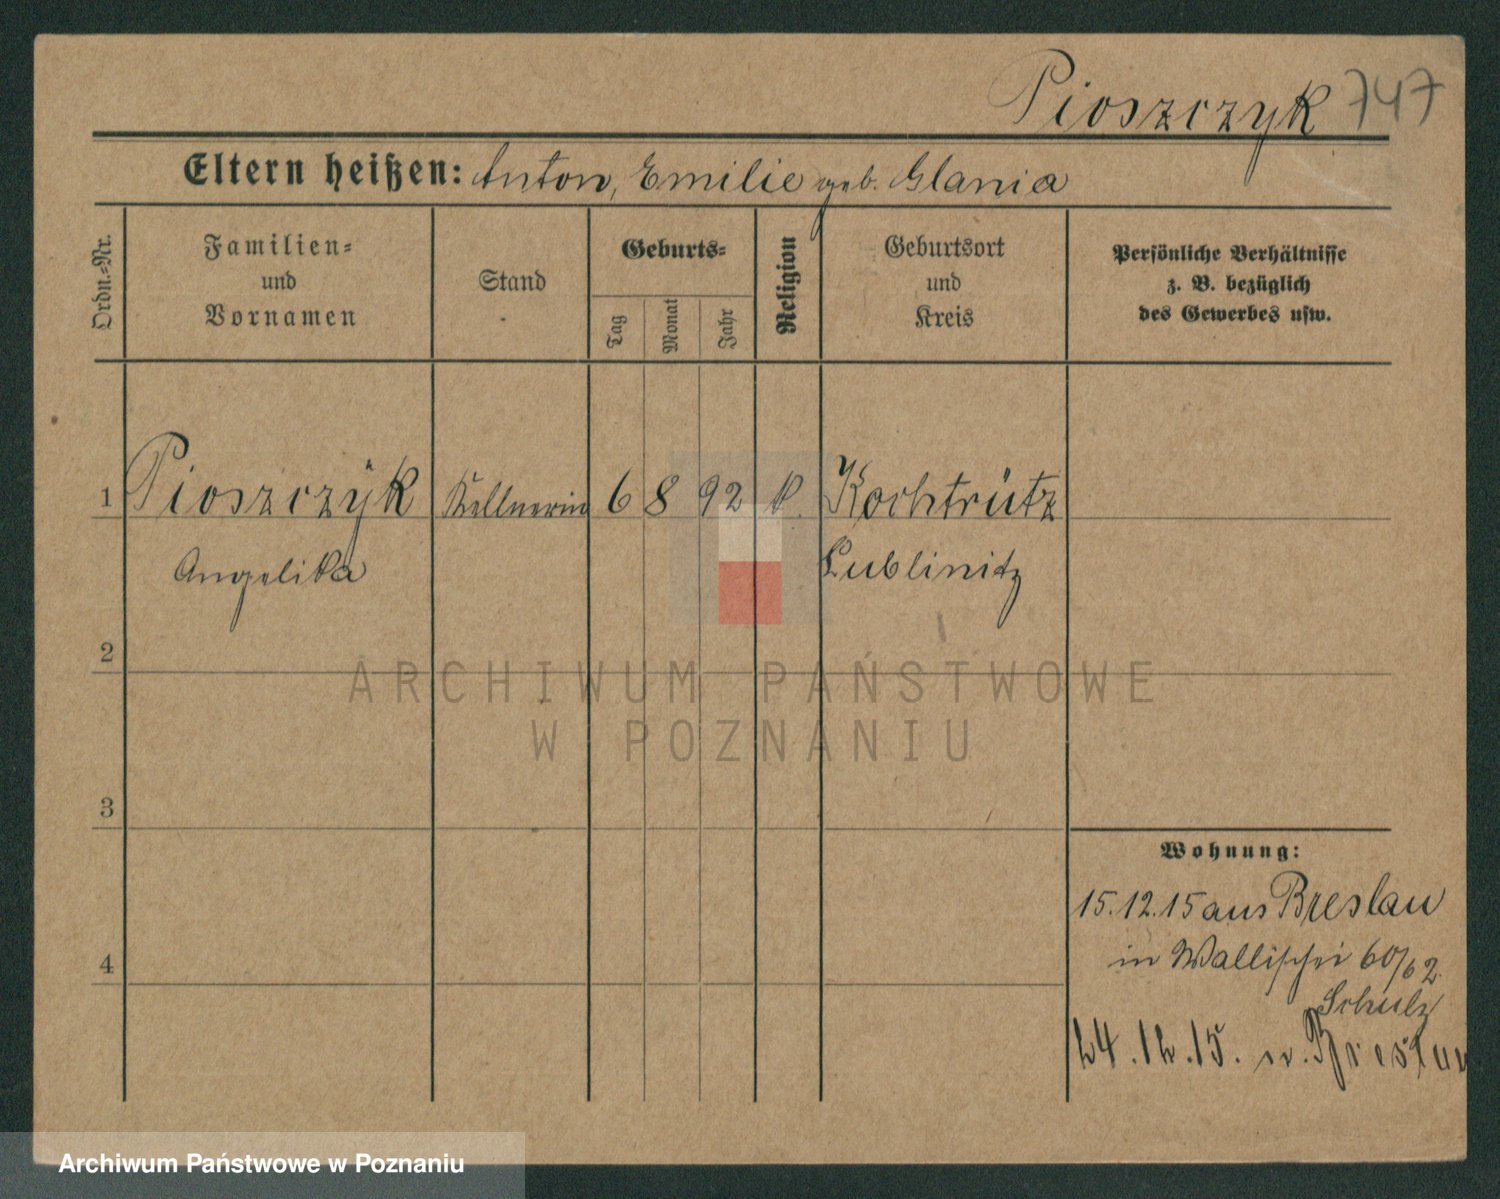 Pioszczyk 747
Eltern heißen: Anton, Emilie geb. Glania
Ordn.=Nr.
Familien=
und
Vornamen
Stand
Geburts=
Tag
Monat
Jahr
Religion
Geburtsort
und
Kreis
Persönliche Verhältnisse
z. B. bezüglich
des Gewerbes usw.
1 Pioszczÿk Kellnerin 6 8 92 k. Kochtrütz
Angelika Lublinitz
2
ARCHIWUM PAŃSTWOWE
W POZNANIU
3
Wohnung:
15.12.15 aus Breslau
in Wallischei 60/62
4
Schulz
24.12.15. n. Breslau
Archiwum Państwowe w Poznaniu